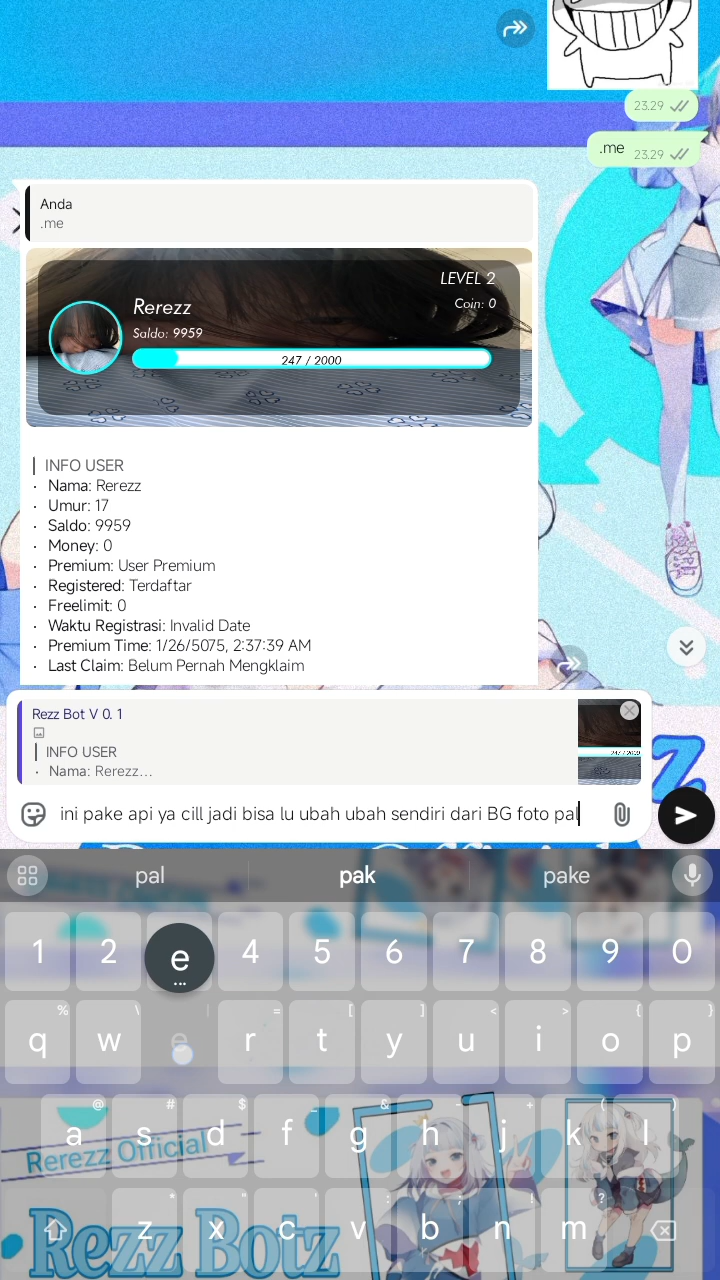 23.29
.me 23.29
Anda
.me
LEVEL 2
Rerezz
Coin: 0
Saldo: 9959
247 / 2000
INFO USER
· Nama: Rerezz
· Umur: 17
· Saldo: 9959
· Money: 0
· Premium: User Premium
· Registered: Terdaftar
· Freelimit: 0
· Waktu Registrasi: Invalid Date
· Premium Time: 1/26/5075, 2:37:39 AM
· Last Claim: Belum Pernah Mengklaim
Rezz Bot V 0. 1
INFO USER
· Nama: Rerezz...
247 / 2000
ini pake api ya cill jadi bisa lu ubah ubah sendiri dari BG foto pal
pal pak pake
1 2 e 4 5 6 7 8 9 0
% \ | = [ ] < > { }
q w e r t y u i o p
@ # $ _ & - + ( )
a s d f g h j k l
* " ' : ; ! ?
z x c v b n m
Rerezz Official
Rezz Botz